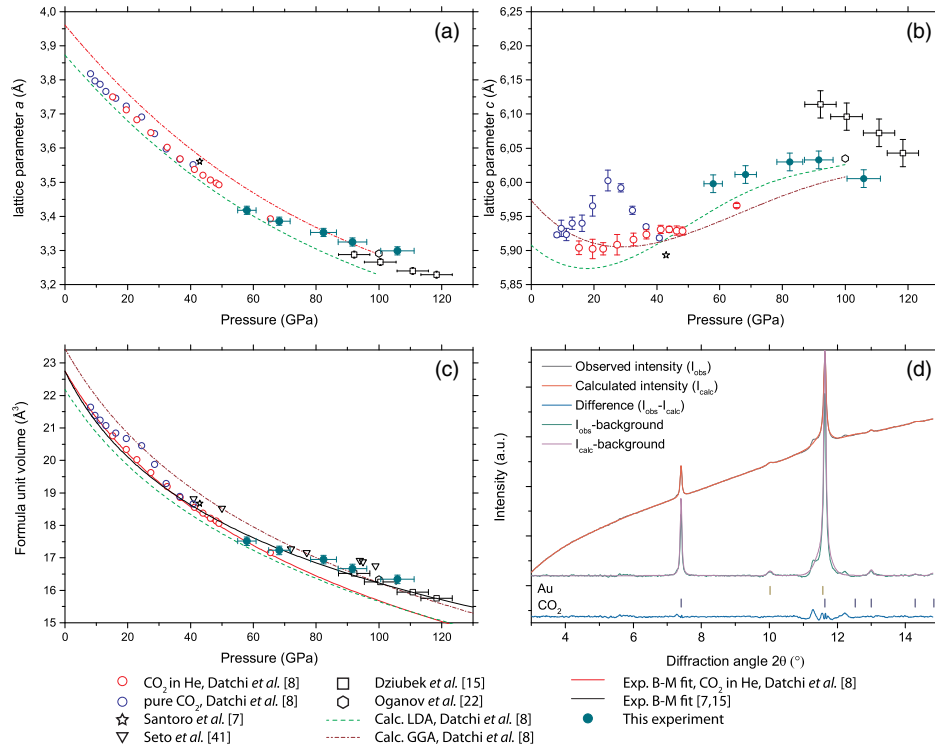 (a)
4,0
3,9
3,8
3,7
3,6
3,5
3,4
3,3
3,2
lattice parameter a (Å)
0 20 40 60 80 100 120
Pressure (GPa)
(b)
6,25
6,20
6,15
6,10
6,05
6,00
5,95
5,90
5,85
lattice parameter c (Å)
0 20 40 60 80 100 120
Pressure (GPa)
(c)
23
22
21
20
19
18
17
16
15
Formula unit volume (Å³)
0 20 40 60 80 100 120
Pressure (GPa)
(d)
Observed intensity (Iobs)
Calculated intensity (Icalc)
Difference (Iobs-Icalc)
Iobs-background
Icalc-background
Intensity (a.u.)
Au
CO₂
4 6 8 10 12 14
Diffraction angle 2θ (°)
CO₂ in He, Datchi et al. [8]
pure CO₂, Datchi et al. [8]
Santoro et al. [7]
Seto et al. [41]
Dziubek et al. [15]
Oganov et al. [22]
Calc. LDA, Datchi et al. [8]
Calc. GGA, Datchi et al. [8]
Exp. B-M fit, CO₂ in He, Datchi et al. [8]
Exp. B-M fit [7,15]
This experiment